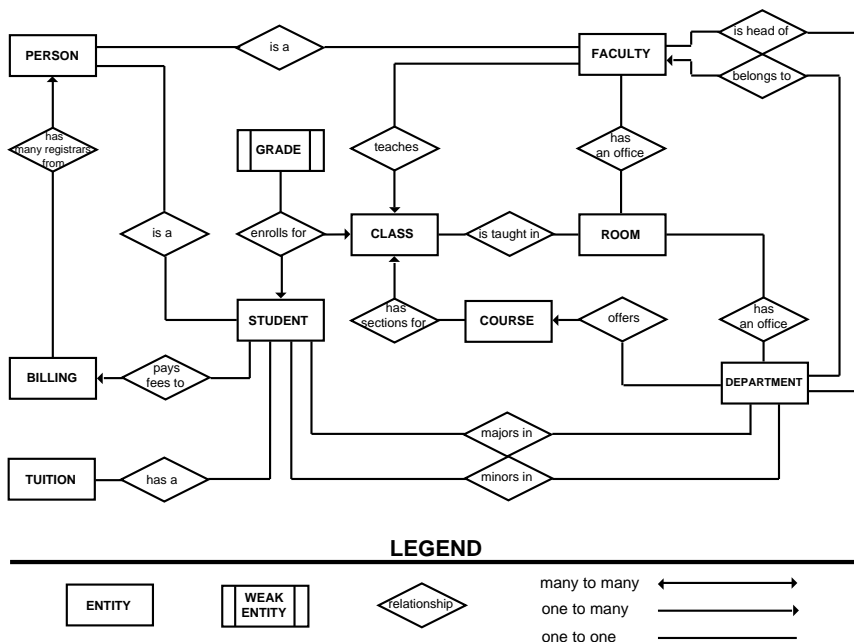 is a
is head of
PERSON
FACULTY
belongs to
has
many registrars
from
GRADE
teaches
has
an office
is a
enrolls for
CLASS
is taught in
ROOM
STUDENT
has
sections for
COURSE
offers
has
an office
BILLING
pays
fees to
DEPARTMENT
majors in
TUITION
has a
minors in
LEGEND
ENTITY
WEAK
ENTITY
relationship
many to many
one to many
one to one